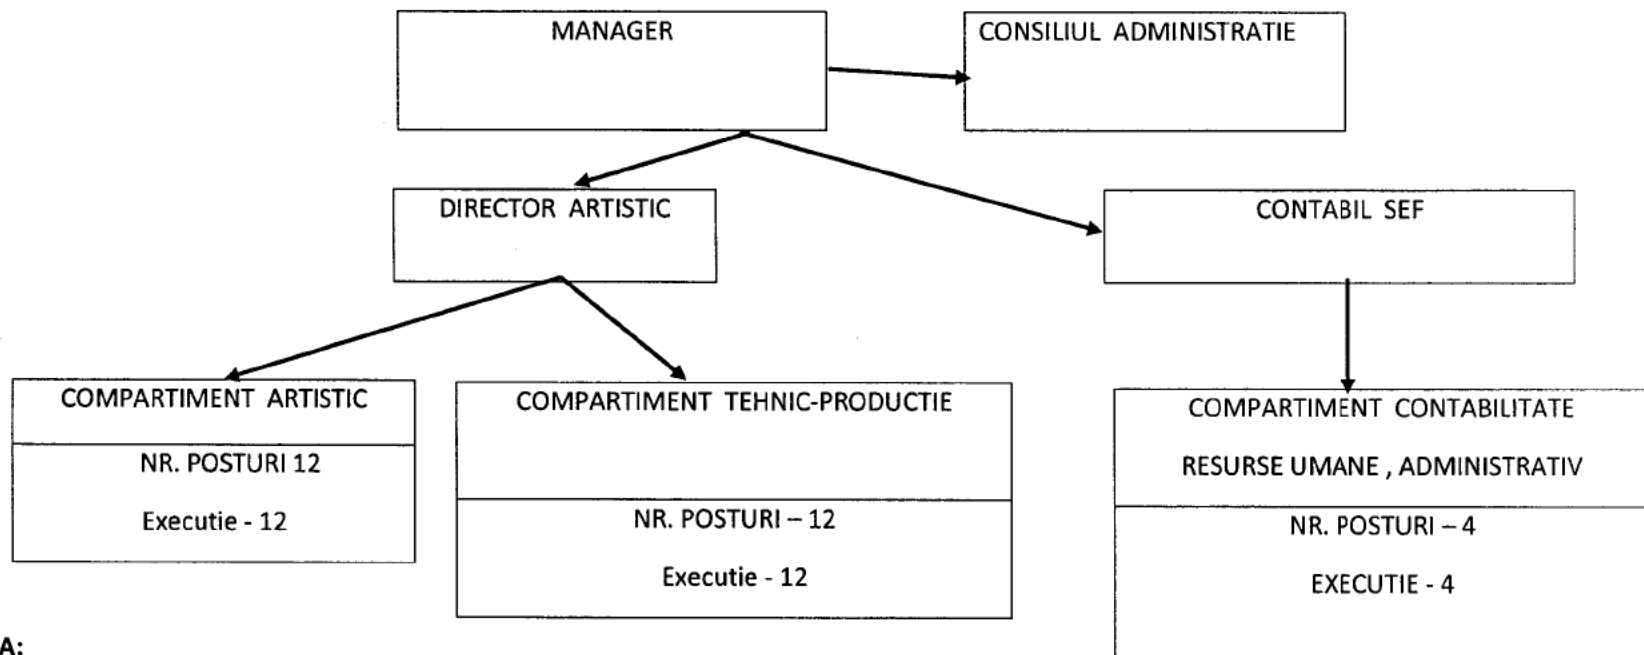 MANAGER
CONSILIUL ADMINISTRATIE
DIRECTOR ARTISTIC
CONTABIL SEF
COMPARTIMENT ARTISTIC
NR. POSTURI 12
Executie - 12
COMPARTIMENT TEHNIC-PRODUCTIE
NR. POSTURI – 12
Executie - 12
COMPARTIMENT CONTABILITATE
RESURSE UMANE , ADMINISTRATIV
NR. POSTURI – 4
EXECUTIE - 4
A: